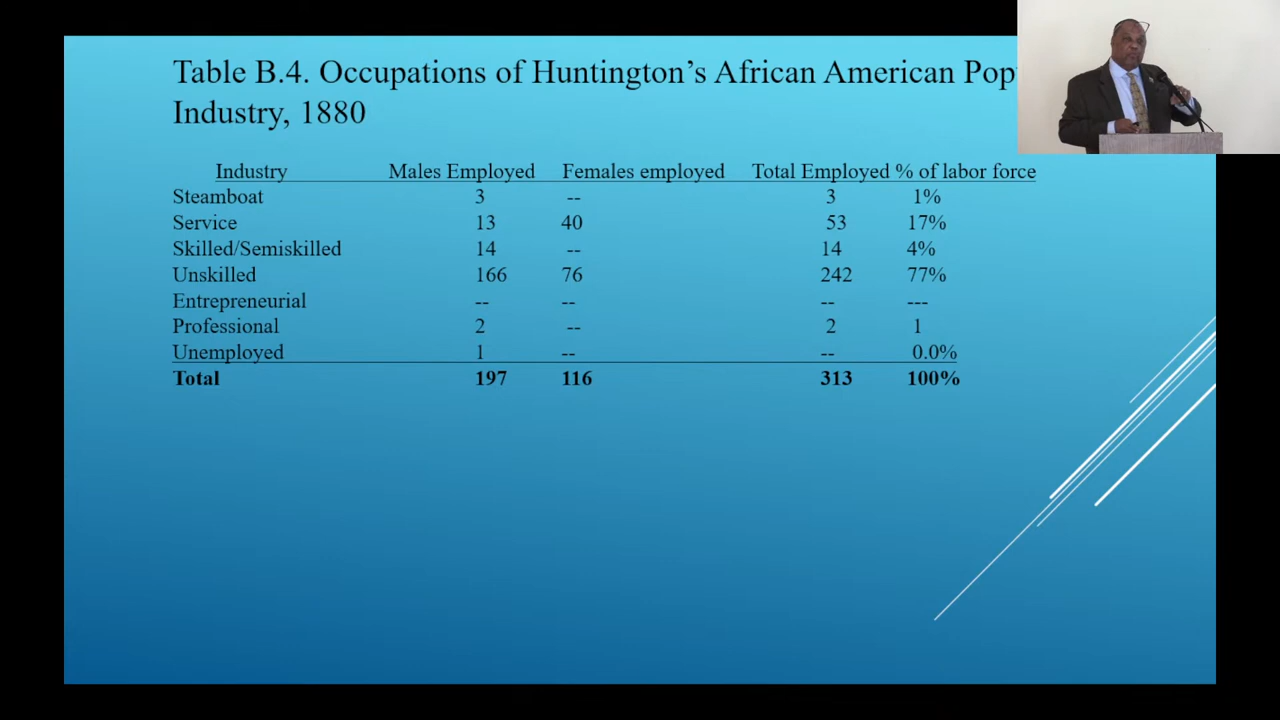 Table B.4. Occupations of Huntington's African American
Industry, 1880
Industry Males Employed Females employed Total Employed % of labor force
Steamboat 3 -- 3 1%
Service 13 40 53 17%
Skilled/Semiskilled 14 -- 14 4%
Unskilled 166 76 242 77%
Entrepreneurial -- -- -- ---
Professional 2 -- 2 1
Unemployed 1 -- -- 0.0%
Total 197 116 313 100%